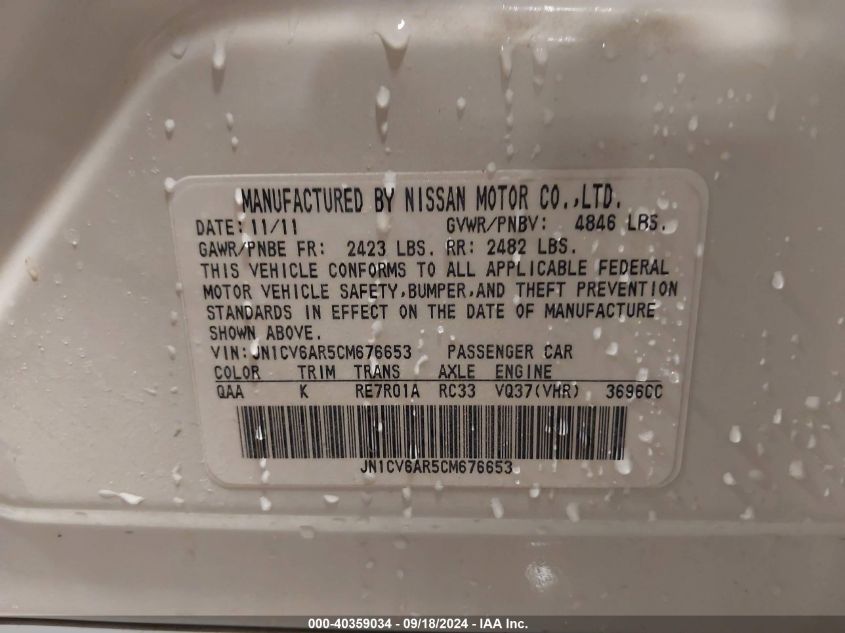 MANUFACTURED BY NISSAN MOTOR CO.,LTD.
DATE: 11/11 GVWR/PNBV: 4846 LBS.
GAWR/PNBE FR: 2423 LBS. RR: 2482 LBS.
THIS VEHICLE CONFORMS TO ALL APPLICABLE FEDERAL
MOTOR VEHICLE SAFETY,BUMPER,AND THEFT PREVENTION
STANDARDS IN EFFECT ON THE DATE OF MANUFACTURE
SHOWN ABOVE.
VIN: JN1CV6AR5CM676653 PASSENGER CAR
COLOR TRIM TRANS AXLE ENGINE
QAA K RE7R01A RC33 VQ37(VHR) 3696CC
JN1CV6AR5CM676653
000-40359034 - 09/18/2024 - IAA Inc.